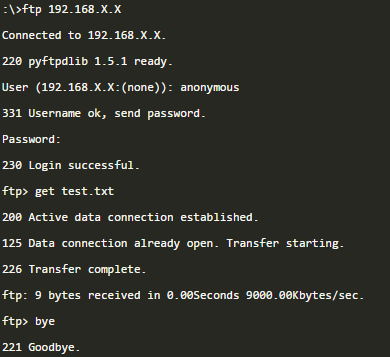 :\>ftp 192.168.X.X
Connected to 192.168.X.X.
220 pyftpdlib 1.5.1 ready.
User (192.168.X.X:(none)): anonymous
331 Username ok, send password.
Password:
230 Login successful.
ftp> get test.txt
200 Active data connection established.
125 Data connection already open. Transfer starting.
226 Transfer complete.
ftp: 9 bytes received in 0.00Seconds 9000.00Kbytes/sec.
ftp> bye
221 Goodbye.